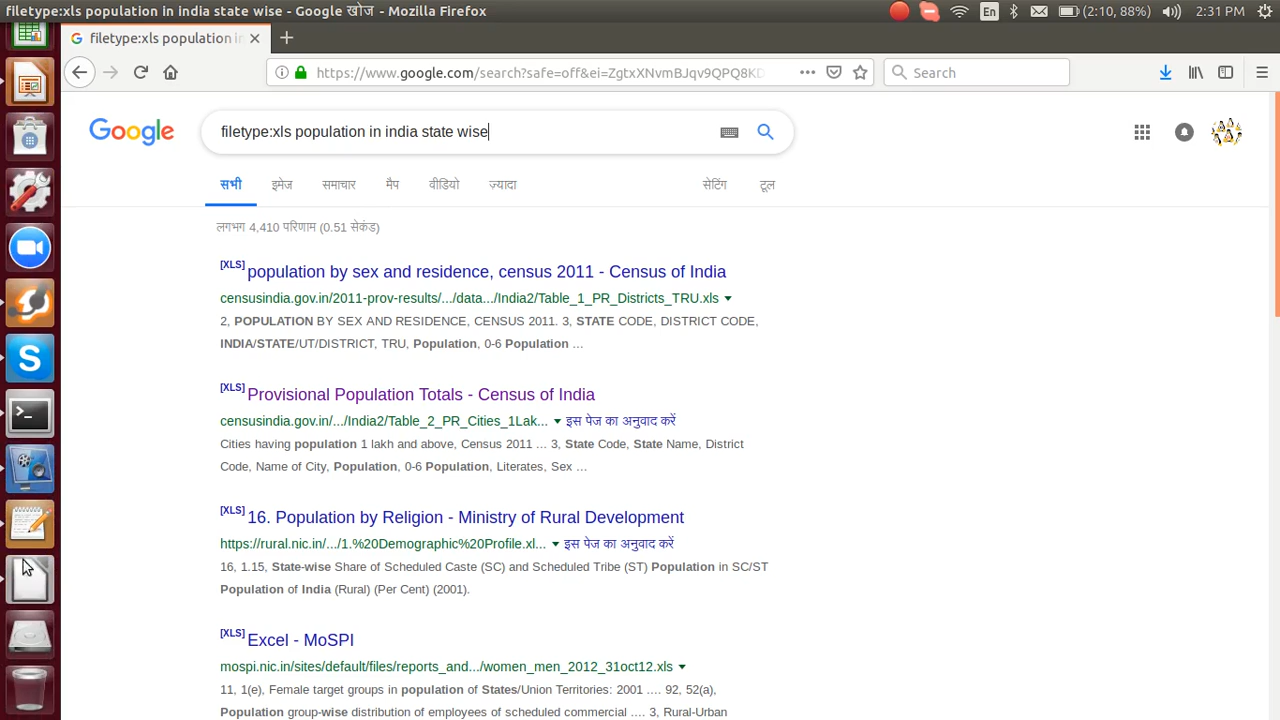 filetype:xls population in india state wise - Google खोज - Mozilla Firefox
En
(2:10, 88%)
2:31 PM
filetype:xls population in
https://www.google.com/search?safe=off&ei=ZgtxXNvmBJqv9QPQ8KD
Search
Google
filetype:xls population in india state wise
सभी
इमेज
समाचार
मैप
वीडियो
ज़्यादा
सेटिंग
टूल
लगभग 4,410 परिणाम (0.51 सेकंड)
[XLS] population by sex and residence, census 2011 - Census of India
censusindia.gov.in/2011-prov-results/.../data.../India2/Table_1_PR_Districts_TRU.xls
2, POPULATION BY SEX AND RESIDENCE, CENSUS 2011. 3, STATE CODE, DISTRICT CODE,
INDIA/STATE/UT/DISTRICT, TRU, Population, 0-6 Population ...
[XLS] Provisional Population Totals - Census of India
censusindia.gov.in/.../India2/Table_2_PR_Cities_1Lak... इस पेज का अनुवाद करें
Cities having population 1 lakh and above, Census 2011 ... 3, State Code, State Name, District
Code, Name of City, Population, 0-6 Population, Literates, Sex ...
[XLS] 16. Population by Religion - Ministry of Rural Development
https://rural.nic.in/.../1.%20Demographic%20Profile.xl... इस पेज का अनुवाद करें
16, 1.15, State-wise Share of Scheduled Caste (SC) and Scheduled Tribe (ST) Population in SC/ST
Population of India (Rural) (Per Cent) (2001).
[XLS] Excel - MoSPI
mospi.nic.in/sites/default/files/reports_and.../women_men_2012_31oct12.xls
11, 1(e), Female target groups in population of States/Union Territories: 2001 .... 92, 52(a),
Population group-wise distribution of employees of scheduled commercial .... 3, Rural-Urban